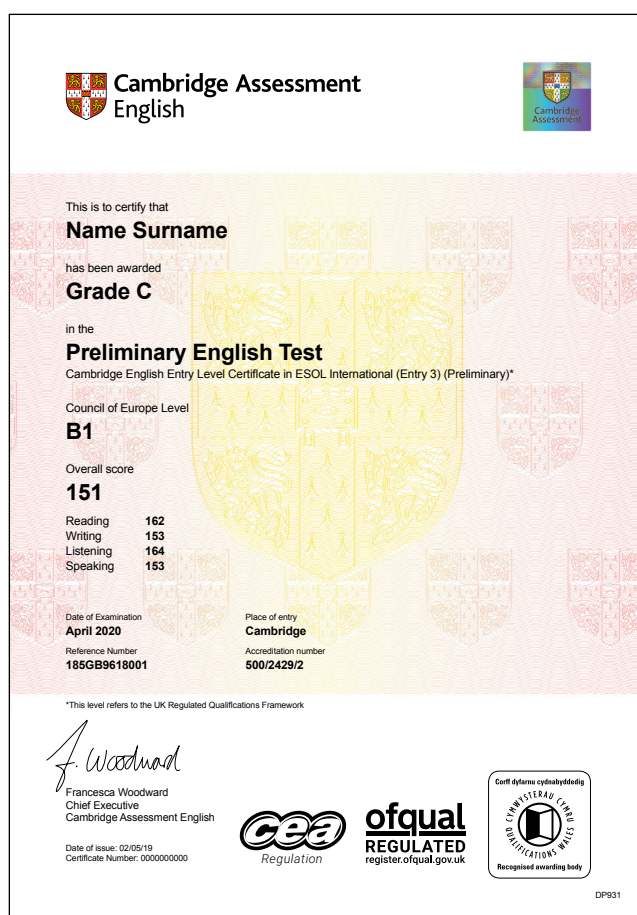 Cambridge Assessment
English
Cambridge
Assessment
This is to certify that
Name Surname
has been awarded
Grade C
in the
Preliminary English Test
Cambridge English Entry Level Certificate in ESOL International (Entry 3) (Preliminary)*
Council of Europe Level
B1
Overall score
151
Reading 162
Writing 153
Listening 164
Speaking 153
Date of Examination
April 2020
Place of entry
Cambridge
Reference Number
185GB9618001
Accreditation number
500/2429/2
*This level refers to the UK Regulated Qualifications Framework
F. Woodward
Francesca Woodward
Chief Executive
Cambridge Assessment English
Date of issue: 02/05/19
Certificate Number: 0000000000
cea
Regulation
ofqual
REGULATED
register.ofqual.gov.uk
Corff dyfarnu cydnabyddedig
CYMWYSTERAU CYMRU
QUALIFICATIONS WALES
Recognised awarding body
DP931